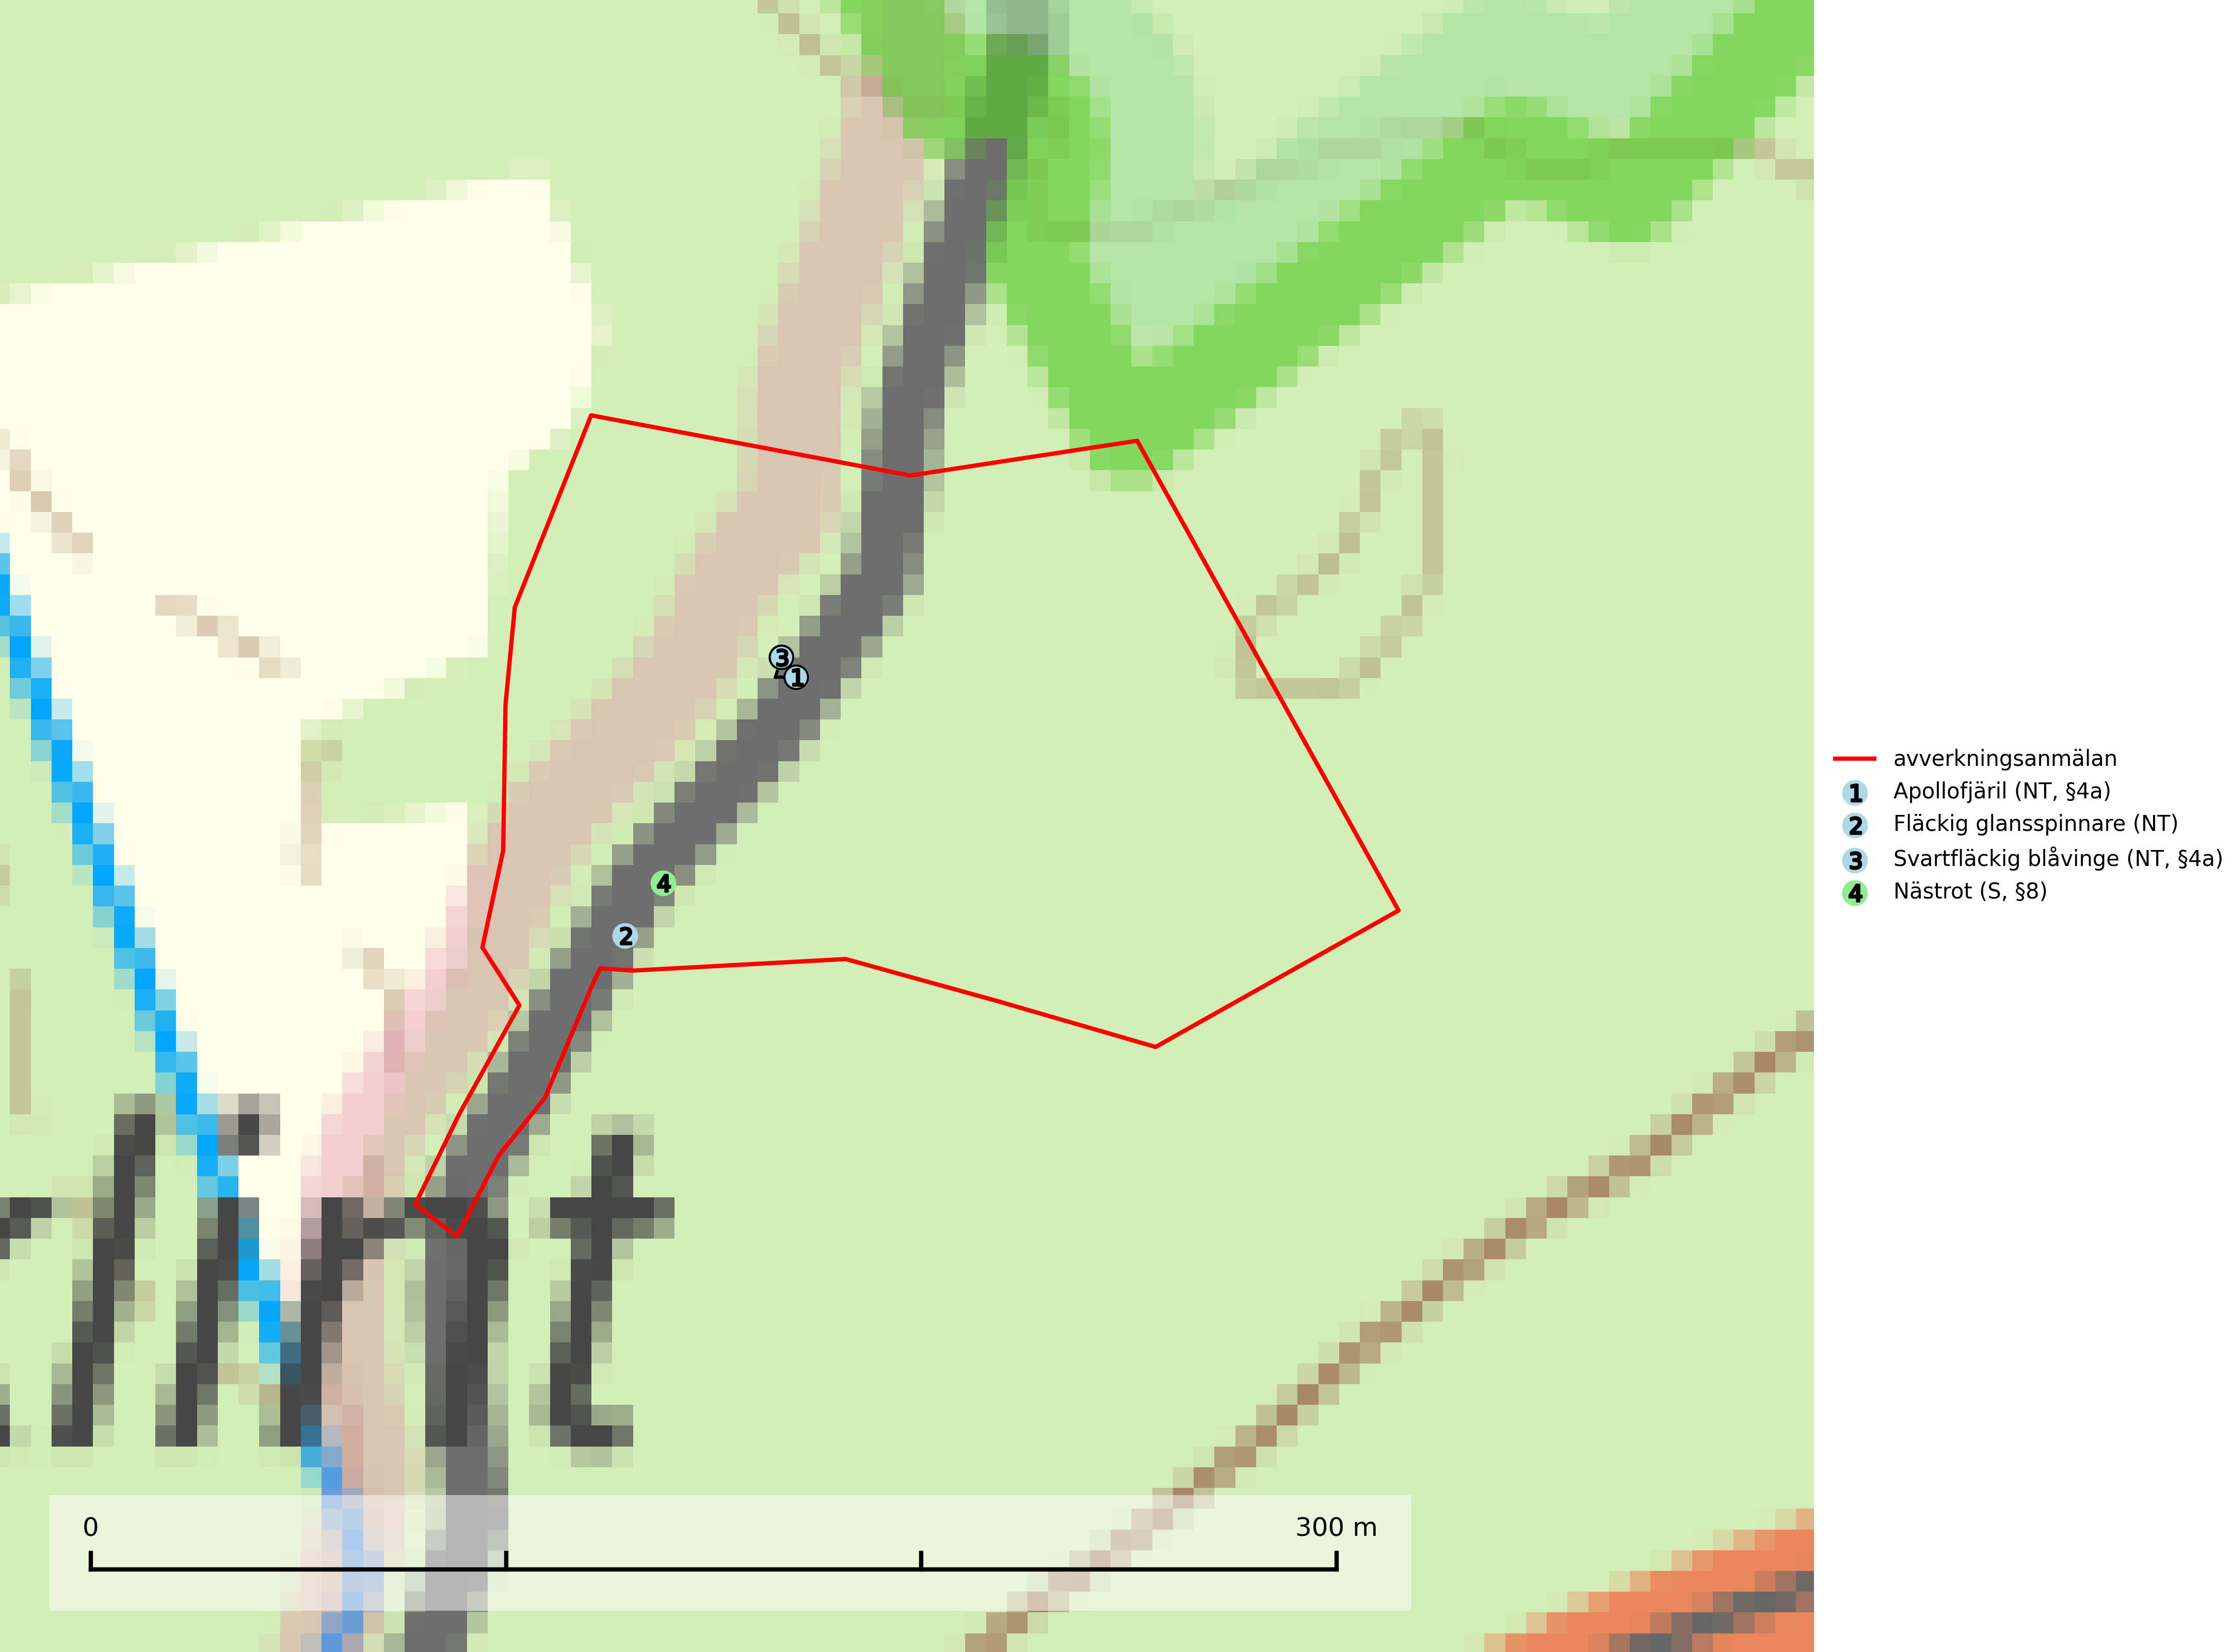 3
1
4
2
0 300 m
avverkningsanmälan
1 Apollofjäril (NT, §4a)
2 Fläckig glansspinnare (NT)
3 Svartfläckig blåvinge (NT, §4a)
4 Nästrot (S, §8)